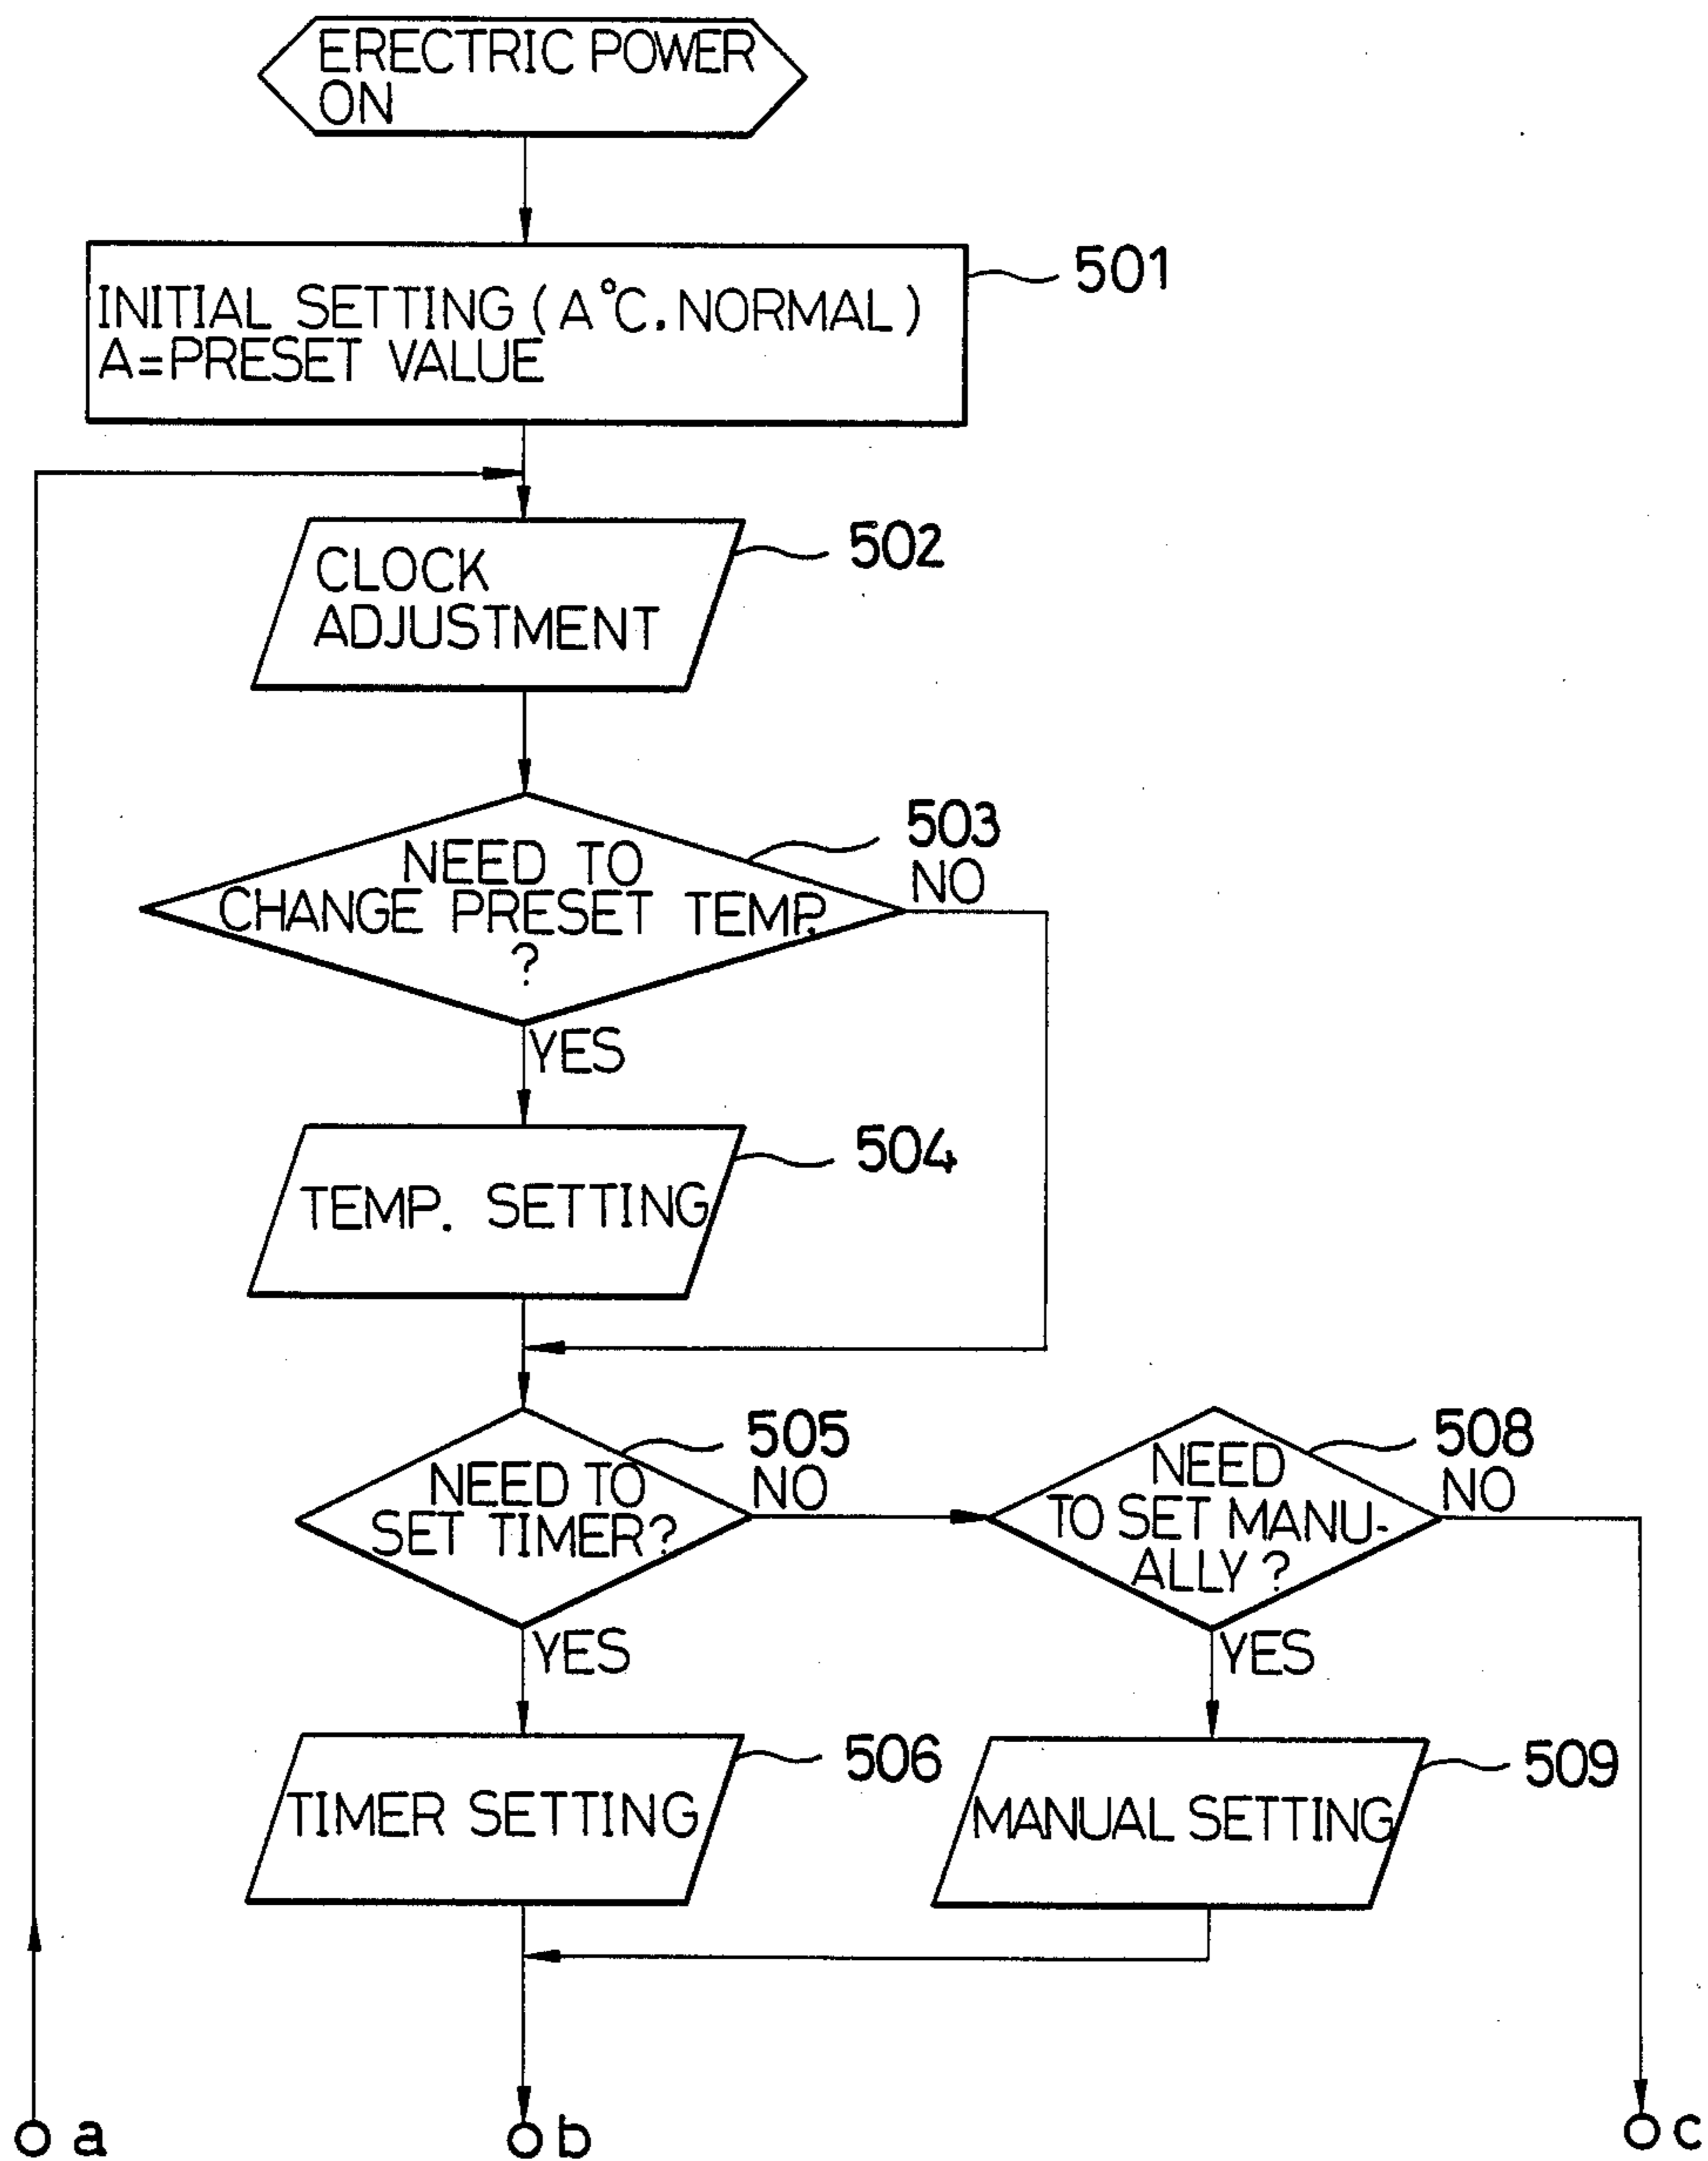 ERECTRIC POWER
ON
501
INITIAL SETTING (A°C. NORMAL)
A=PRESET VALUE
502
CLOCK
ADJUSTMENT
503
NO
NEED TO
CHANGE PRESET TEMP.
?
YES
504
TEMP. SETTING
505
NO
NEED TO
SET TIMER?
YES
508
NO
NEED
TO SET MANU-
ALLY?
YES
506
TIMER SETTING
509
MANUAL SETTING
a
b
c